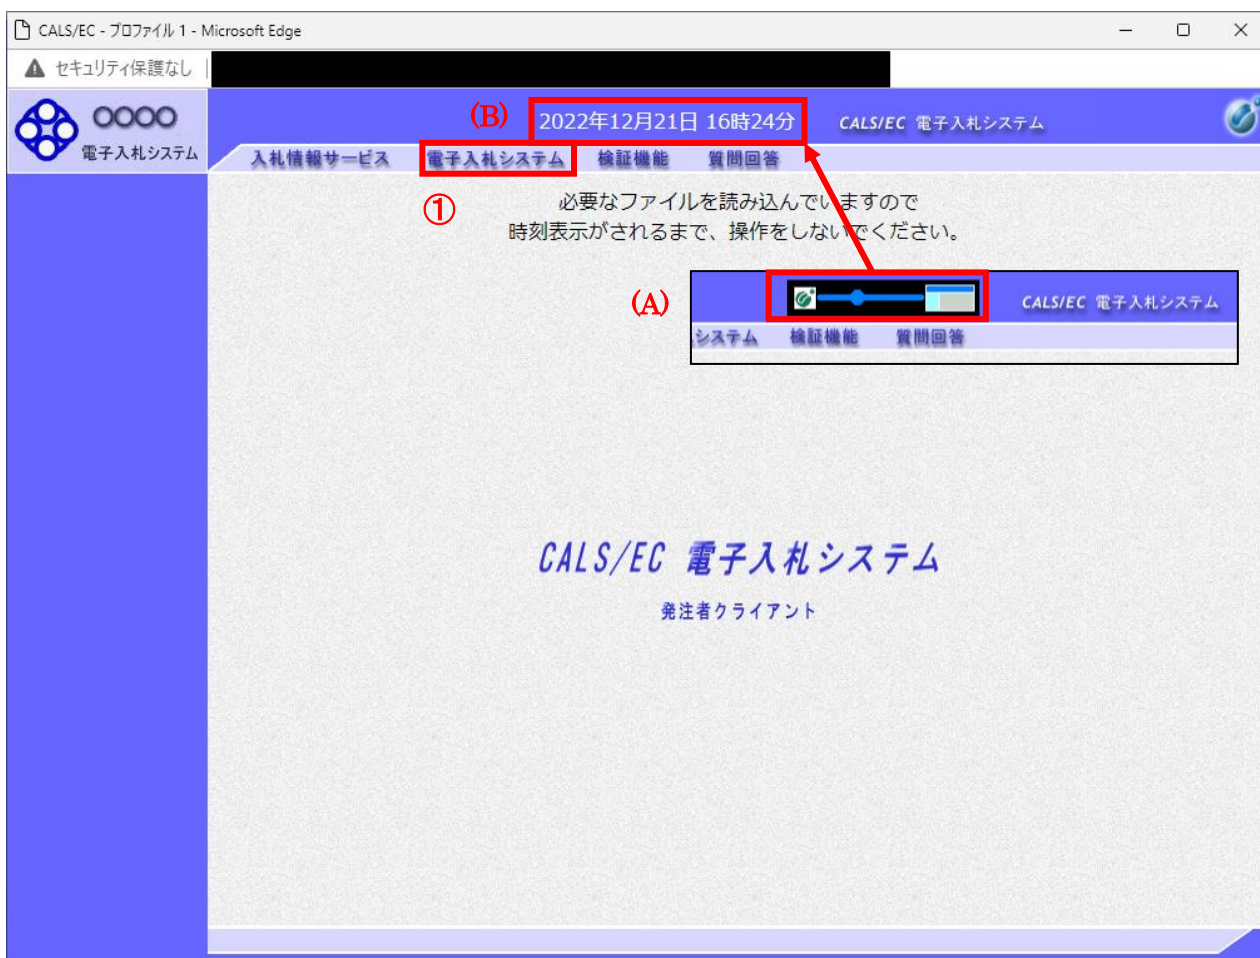 CALS/EC - プロファイル 1 - Microsoft Edge
セキュリティ保護なし
○○○○
電子入札システム
(B)
2022年12月21日 16時24分
CALS/EC 電子入札システム
入札情報サービス 電子入札システム 検証機能 質問回答
①
必要なファイルを読み込んでいますので
時刻表示がされるまで、操作をしないでください。
(A)
CALS/EC 電子入札システム
システム 検証機能 質問回答
CALS/EC 電子入札システム
発注者クライアント